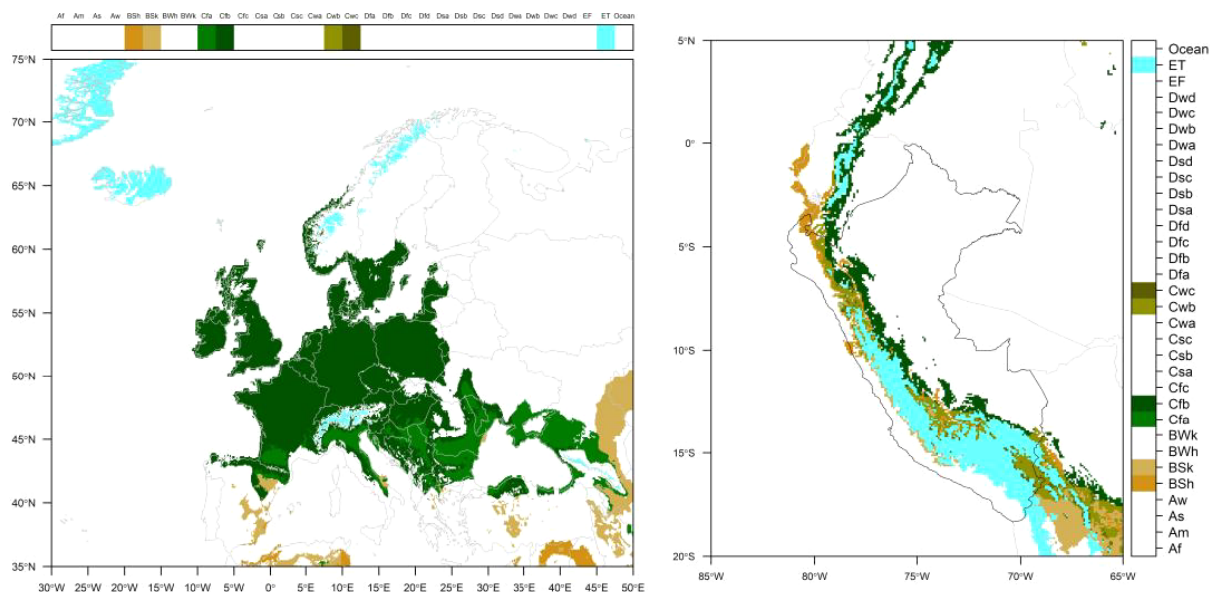 Af Am As Aw BSh BSk BWh BWk Cfa Cfb Cfc Csa Csb Csc Cwa Cwb Cwc Dfa Dfb Dfc Dfd Dsa Dsb Dsc Dsd Dwa Dwb Dwc Dwd EF ET Ocean
75°N
70°N
65°N
60°N
55°N
50°N
45°N
40°N
35°N
30°W 25°W 20°W 15°W 10°W 5°W 0°E 5°E 10°E 15°E 20°E 25°E 30°E 35°E 40°E 45°E 50°E
5°N
0°
5°S
10°S
15°S
20°S
85°W 80°W 75°W 70°W 65°W
Ocean
ET
EF
Dwd
Dwc
Dwb
Dwa
Dsd
Dsc
Dsb
Dsa
Dfd
Dfc
Dfb
Dfa
Cwc
Cwb
Cwa
Csc
Csb
Csa
Cfc
Cfb
Cfa
BWk
BWh
BSk
BSh
Aw
As
Am
Af